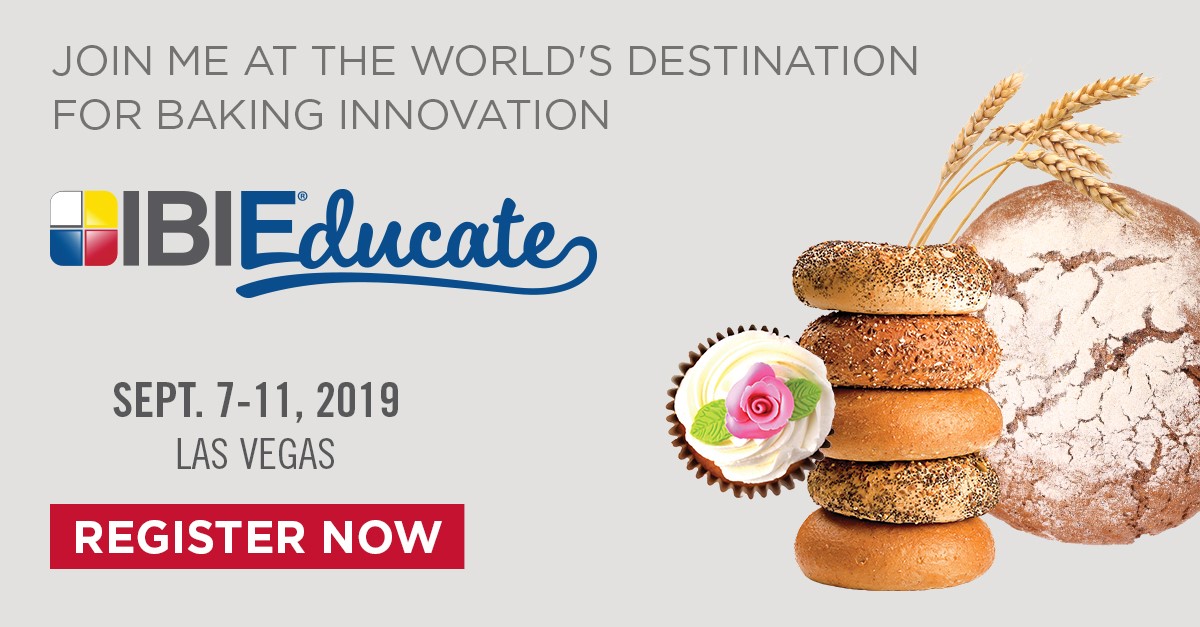 JOIN ME AT THE WORLD'S DESTINATION
FOR BAKING INNOVATION
IBIEducate®
SEPT. 7-11, 2019
LAS VEGAS
REGISTER NOW